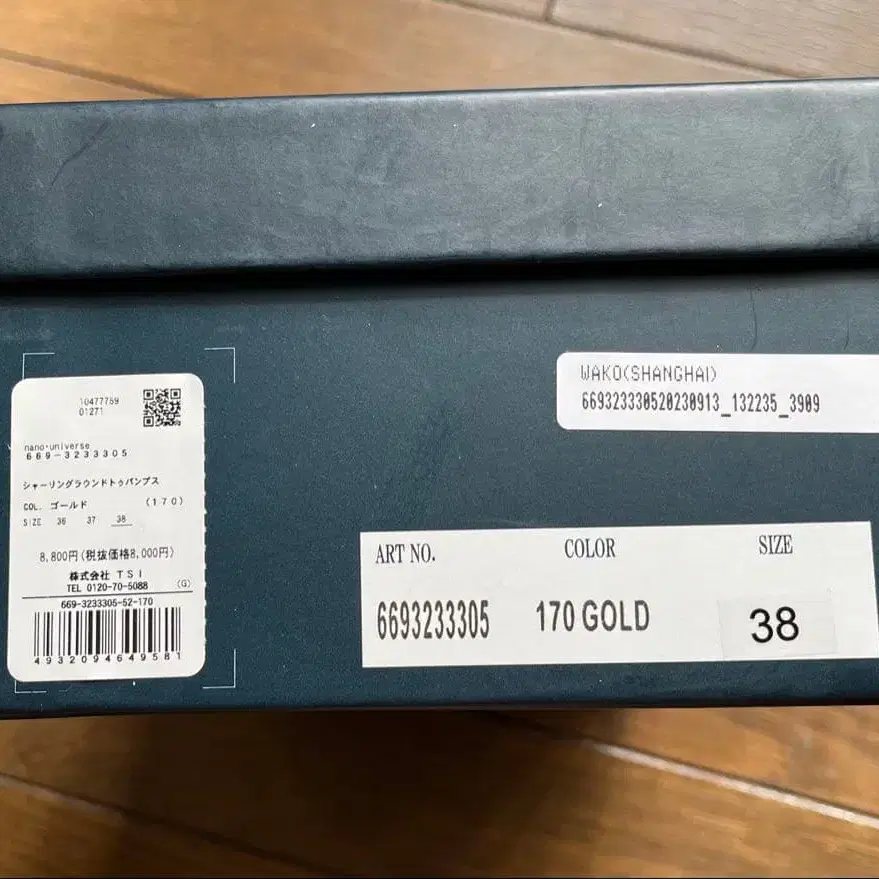 10477759
01271
nano・universe
669-3233305
シャーリングラウンドトゥパンプス
COL. ゴールド (170)
SIZE 36 37 38
8,800円(税抜価格8,000円)
株式会社 TSI
TEL 0120-70-5088 (G)
669-3233305-52-170
4932094649581
WAKO(SHANGHAI)
669323330520230913_132235_3909
ART NO. COLOR SIZE
6693233305 170 GOLD 38